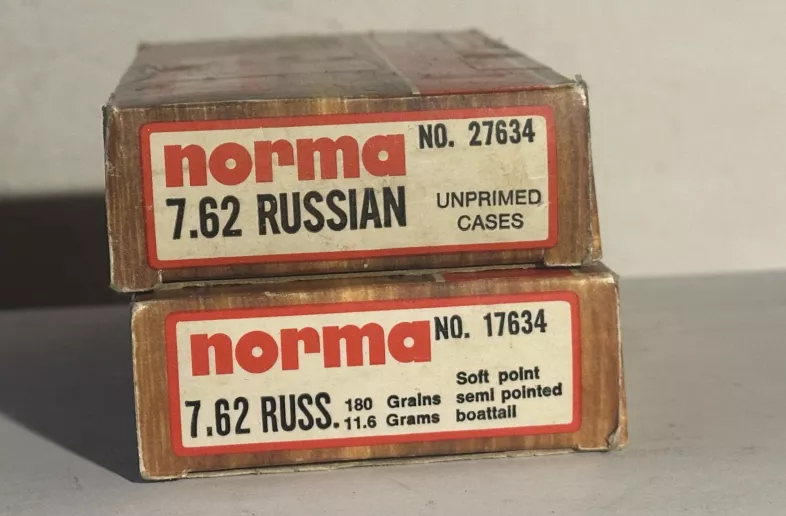 norma NO. 27634
7.62 RUSSIAN UNPRIMED
CASES
norma NO. 17634
7.62 RUSS. 180 Grains 11.6 Grams
Soft point
semi pointed
boattail